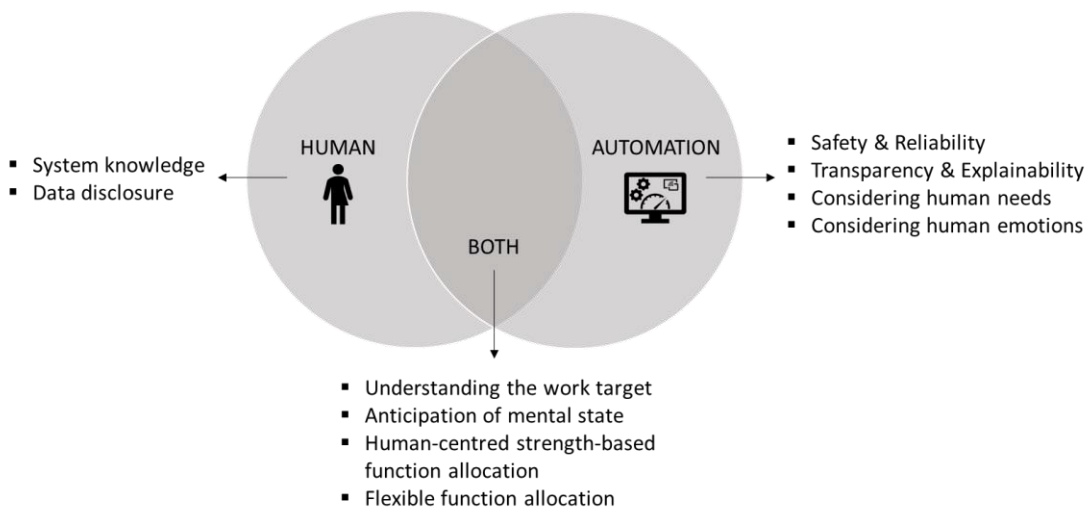 HUMAN
AUTOMATION
BOTH
▪ System knowledge
▪ Data disclosure
▪ Safety & Reliability
▪ Transparency & Explainability
▪ Considering human needs
▪ Considering human emotions
▪ Understanding the work target
▪ Anticipation of mental state
▪ Human-centred strength-based
function allocation
▪ Flexible function allocation